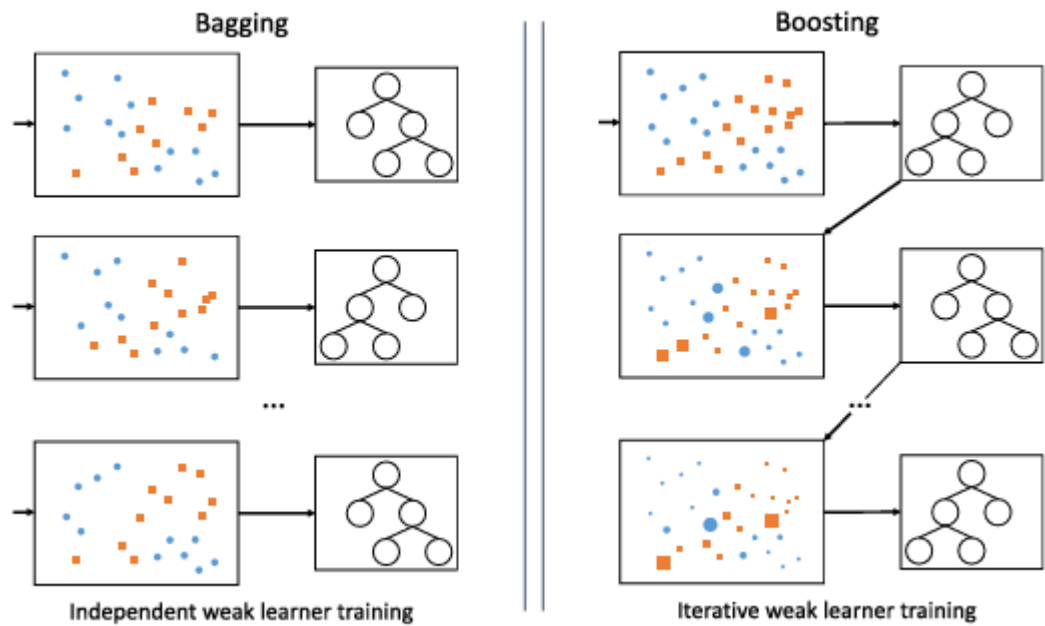 Bagging
Boosting
...
...
Independent weak learner training
Iterative weak learner training